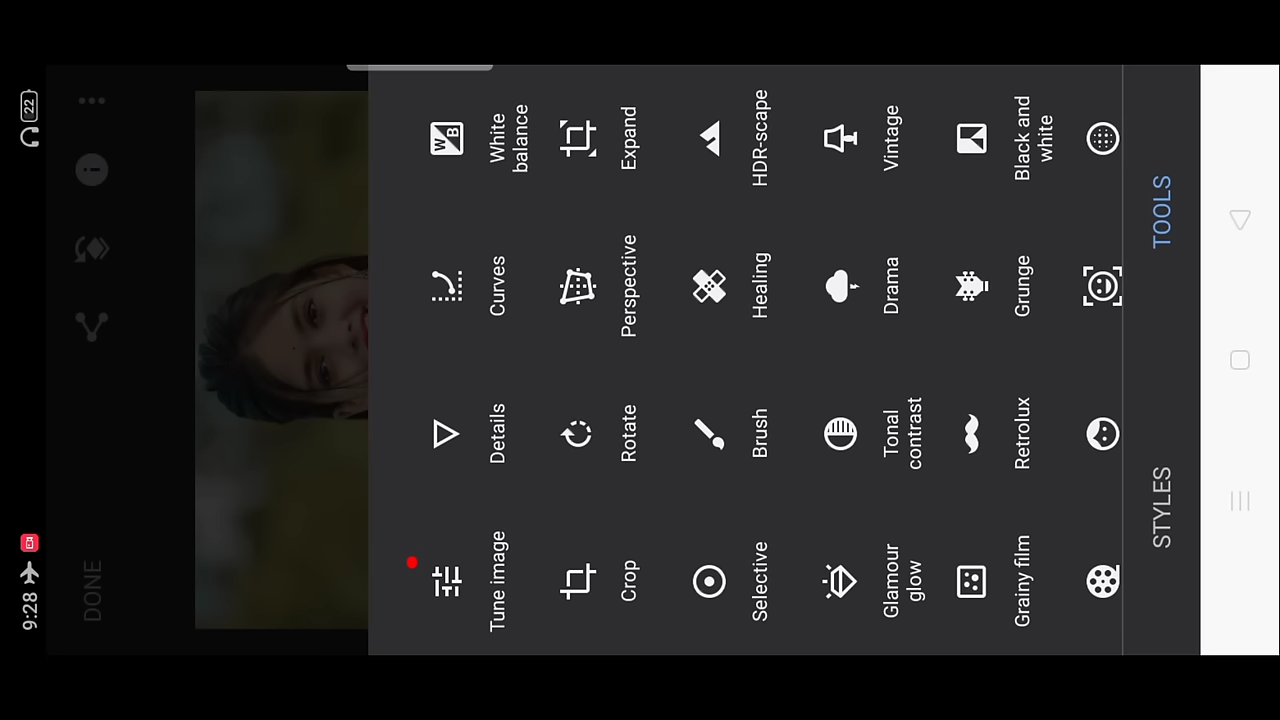 9:28
22
DONE
Tune image
Details
Curves
White
balance
Crop
Rotate
Perspective
Expand
Selective
Brush
Healing
HDR-scape
Glamour
glow
Tonal
contrast
Drama
Vintage
Grainy film
Retrolux
Grunge
Black and
white
STYLES
TOOLS